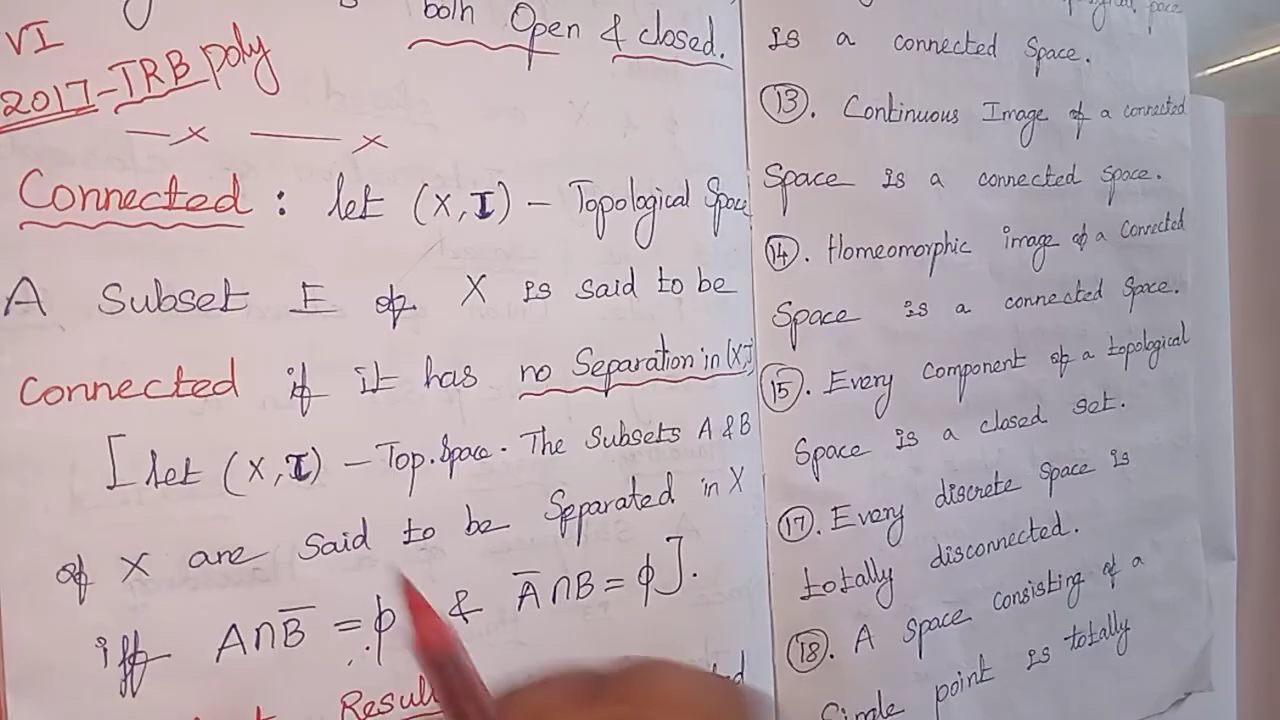 both Open & closed.
VI
2017-TRB poly
Connected : let (X, I) - Topological Space
A Subset E of X is said to be
Connected if it has no Separation in (X, I)
[let (X, I) - Top. Space. The Subsets A & B
of X are said to be Separated in X
iff A∩B̅ = ϕ & A̅∩B = ϕ].
Result
is a connected Space.
(13). Continuous Image of a connected
Space is a connected Space.
(14). Homeomorphic image of a Connected
Space is a connected Space.
(15). Every Component of a topological
Space is a closed set.
(17). Every discrete Space is
totally disconnected.
(18). A Space consisting of a
Single point is totally